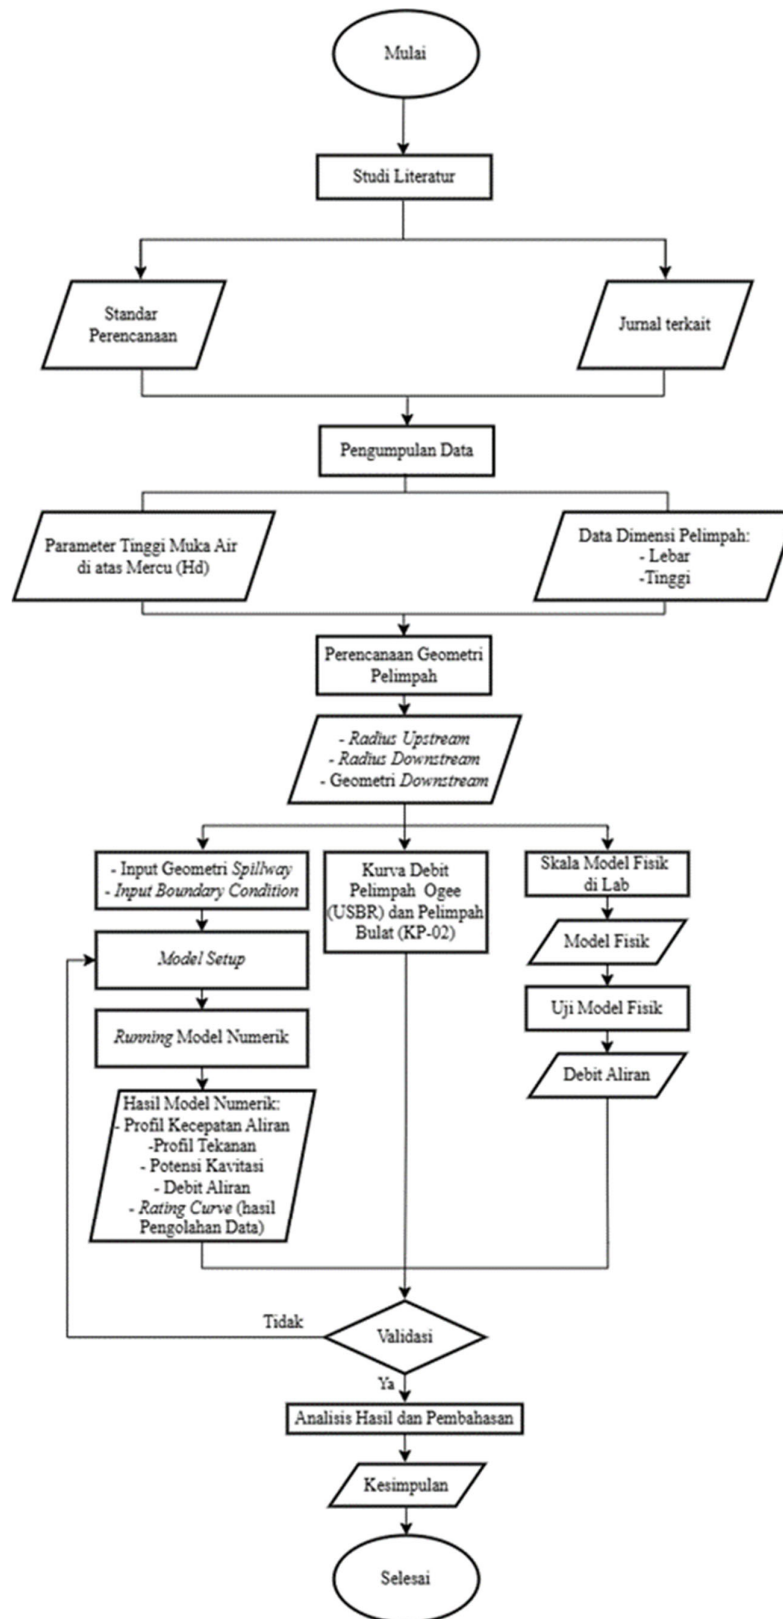 Mulai
Studi Literatur
Standar
Perencanaan
Jurnal terkait
Pengumpulan Data
Parameter Tinggi Muka Air
di atas Mercu (Hd)
Data Dimensi Pelimpah:
- Lebar
-Tinggi
Perencanaan Geometri
Pelimpah
- Radius Upstream
- Radius Downstream
- Geometri Downstream
- Input Geometri Spillway
- Input Boundary Condition
Model Setup
Running Model Numerik
Hasil Model Numerik:
- Profil Kecepatan Aliran
-Profil Tekanan
- Potensi Kavitasi
- Debit Aliran
- Rating Curve (hasil
Pengolahan Data)
Kurva Debit
Pelimpah Ogee
(USBR) dan Pelimpah
Bulat (KP-02)
Skala Model Fisik
di Lab
Model Fisik
Uji Model Fisik
Debit Aliran
Tidak
Validasi
Ya
Analisis Hasil dan Pembahasan
Kesimpulan
Selesai